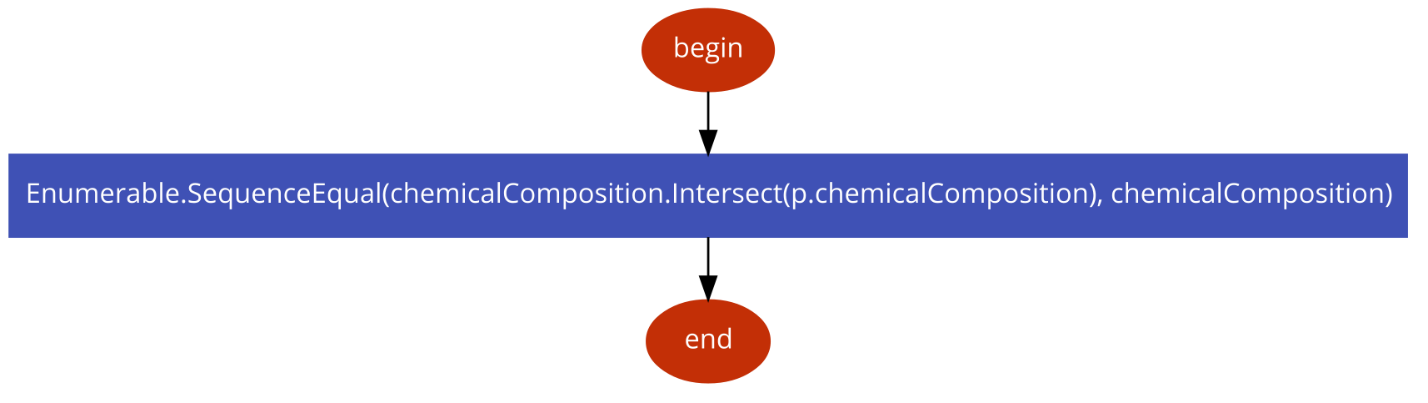 begin
Enumerable.SequenceEqual(chemicalComposition.Intersect(p.chemicalComposition), chemicalComposition)
end